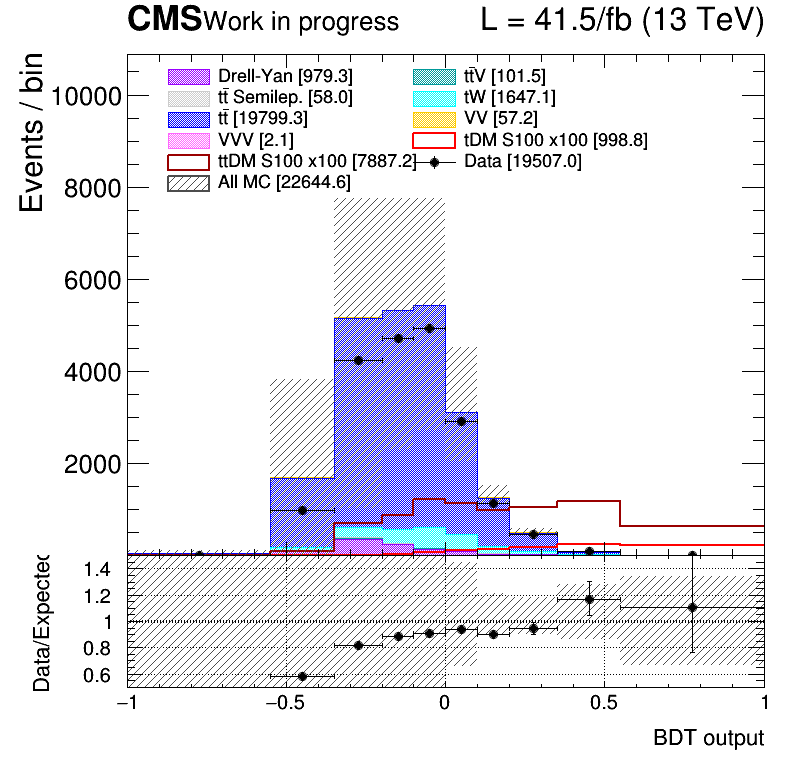 CMS Work in progress L = 41.5/fb (13 TeV)
Events / bin
Drell-Yan [979.3] tt̄V [101.5]
tt̄ Semilep. [58.0] tW [1647.1]
tt̄ [19799.3] VV [57.2]
VVV [2.1] tDM S100 x100 [998.8]
ttDM S100 x100 [7887.2] Data [19507.0]
All MC [22644.6]
10000
8000
6000
4000
2000
Data/Expected
1.4
1.2
1
0.8
0.6
−1 −0.5 0 0.5 1
BDT output